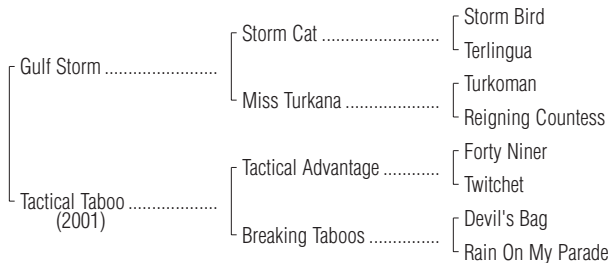 Storm Bird
Storm Cat ........................
Terlingua
Gulf Storm .......................
Turkoman
Miss Turkana ...................
Reigning Countess
Forty Niner
Tactical Advantage ...........
Twitchet
Tactical Taboo ..................
(2001)
Devil's Bag
Breaking Taboos ..............
Rain On My Parade